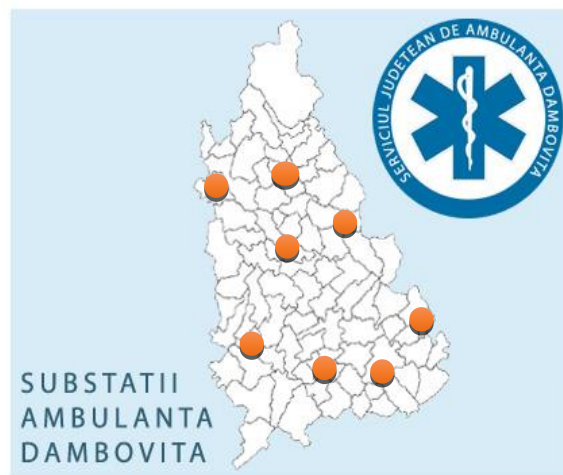 SERVICIUL JUDETEAN DE AMBULANTA DAMBOVITA
SUBSTATII
AMBULANTA
DAMBOVITA